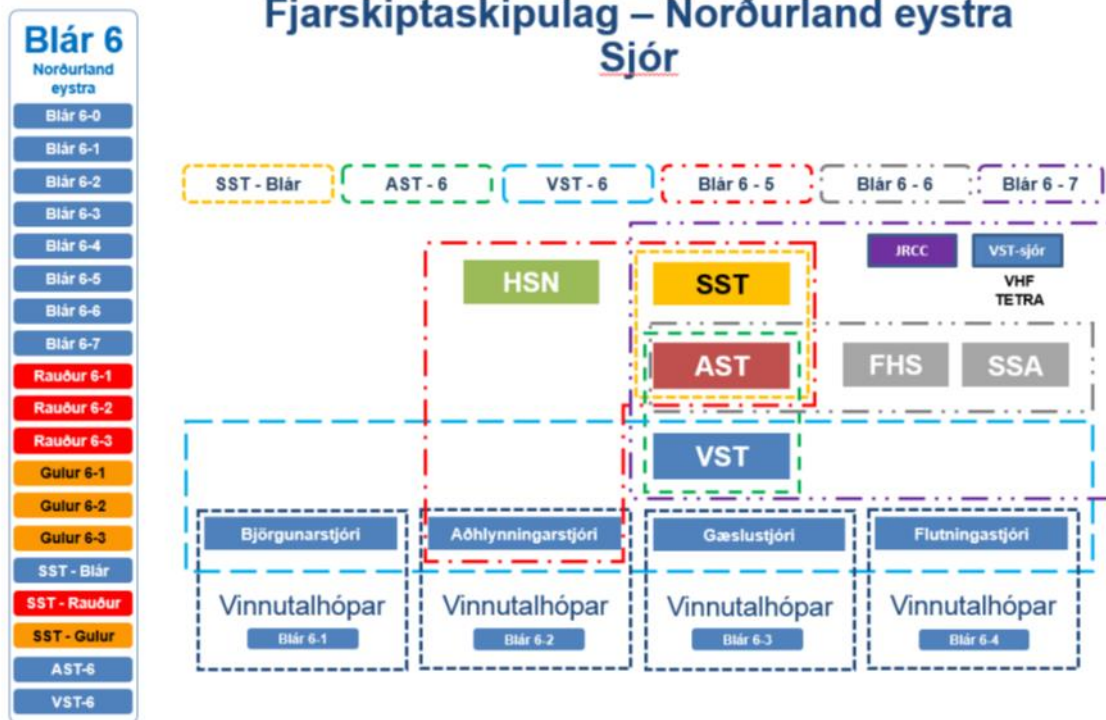 Fjarskiptaskipulag – Norðurland eystra
Sjór
Blár 6
Norðurland
eystra
Blár 6-0
Blár 6-1
Blár 6-2
Blár 6-3
Blár 6-4
Blár 6-5
Blár 6-6
Blár 6-7
Rauður 6-1
Rauður 6-2
Rauður 6-3
Gulur 6-1
Gulur 6-2
Gulur 6-3
SST - Blár
SST - Rauður
SST - Gulur
AST-6
VST-6
SST - Blár
AST - 6
VST - 6
Blár 6 - 5
Blár 6 - 6
Blár 6 - 7
HSN
SST
JRCC
VST-sjór
VHF
TETRA
AST
FHS
SSA
VST
Björgunarstjóri
Aðhlynningarstjóri
Gæslustjóri
Flutningastjóri
Vinnutalhópar
Vinnutalhópar
Vinnutalhópar
Vinnutalhópar
Blár 6-1
Blár 6-2
Blár 6-3
Blár 6-4